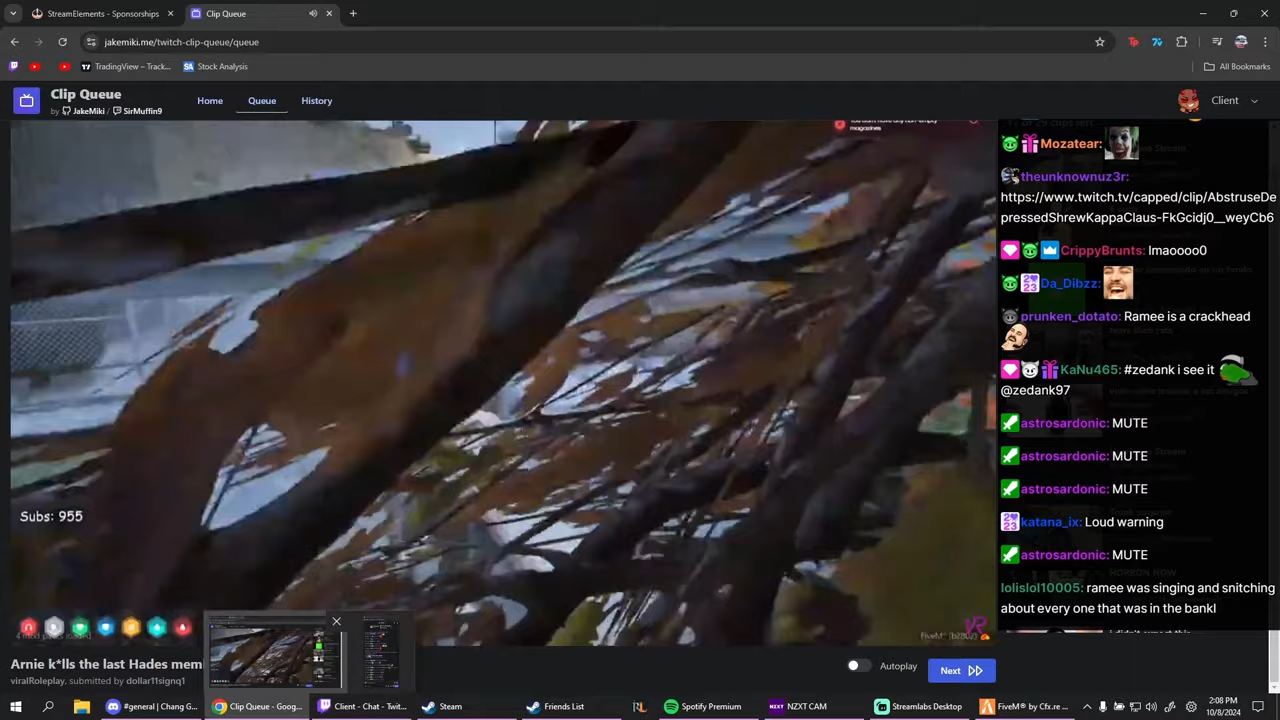 StreamElements - Sponsorships
Clip Queue
jakemiki.me/twitch-clip-queue/queue
TradingView – Track...
SA Stock Analysis
All Bookmarks
Clip Queue
by JakeMiki / SirMuffin9
Home
Queue
History
Client
magazines
Mozatear:
theunknownuz3r:
https://www.twitch.tv/capped/clip/AbstruseDe
pressedShrewKappaClaus-FkGcidj0__weyCb6
CrippyBrunts: lmaoooo0
Da_Dibzz:
prunken_dotato: Ramee is a crackhead
KaNu465: #zedank i see it
@zedank97
astrosardonic: MUTE
astrosardonic: MUTE
astrosardonic: MUTE
katana_ix: Loud warning
astrosardonic: MUTE
lolislol10005: ramee was singing and snitching
about every one that was in the bankl
Subs: 955
Arnie k*lls the last Hades mem
viralRoleplay, submitt
dollar11signq1
Autoplay
Next
#general | Chang G...
Clip Queue - Goog...
Client - Chat - Twit...
Steam
Friends List
Spotify Premium
NZXT NZXT CAM
Streamlabs Desktop
FiveM® by Cfx.re ...
2:08 PM
10/8/2024